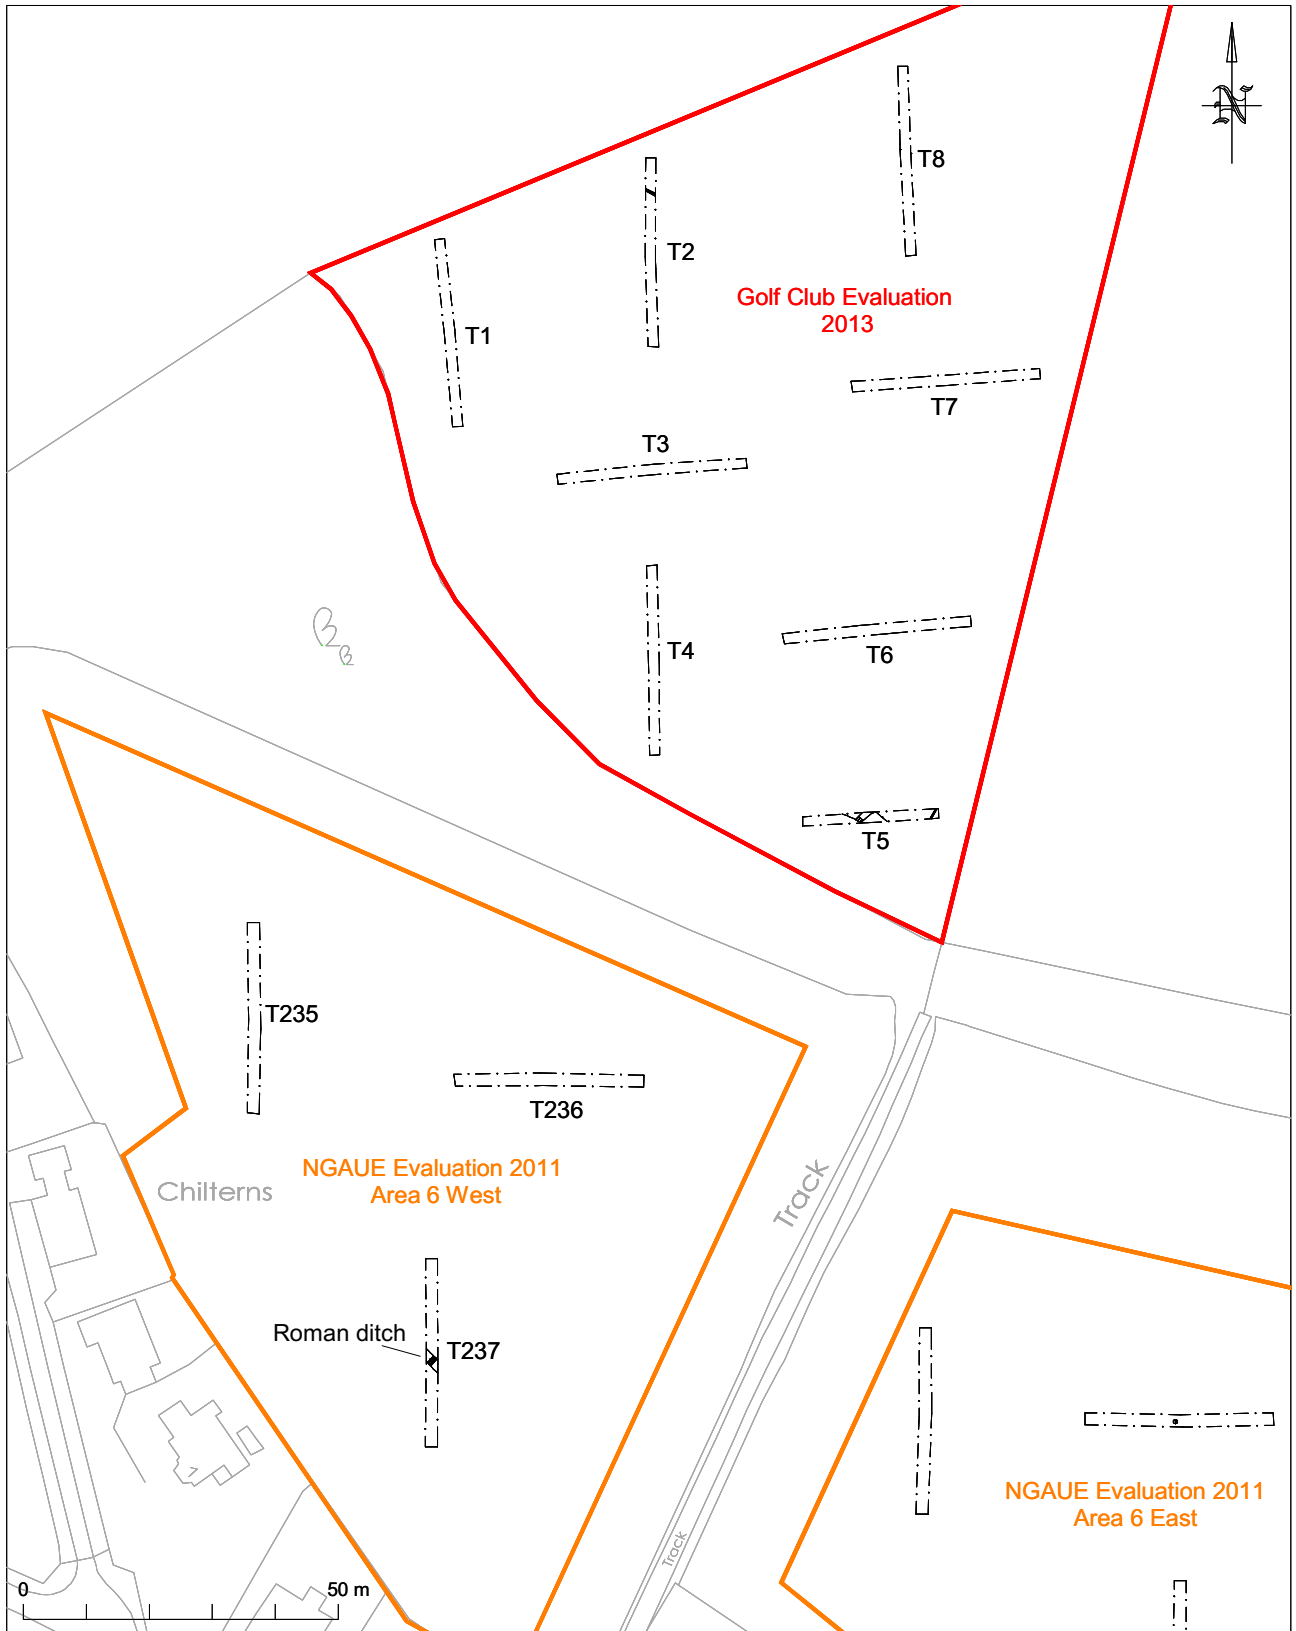 N
T8
T2
Golf Club Evaluation
2013
T1
T7
T3
T4
T6
T5
T235
T236
NGAUE Evaluation 2011
Area 6 West
Chilterns
Track
Roman ditch
T237
NGAUE Evaluation 2011
Area 6 East
Track
0 50 m